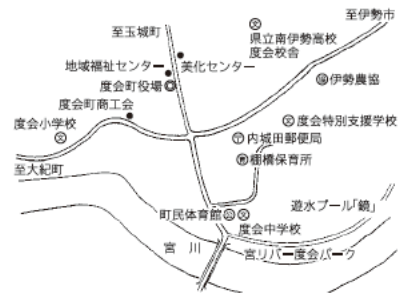 至伊勢市
至玉城町
県立南伊勢高校
度会校舎
地域福祉センター
美化センター
度会町役場
伊勢農協
度会町商工会
度会小学校
度会特別支援学校
内城田郵便局
棚橋保育所
至大紀町
遊水プール「鏡」
町民体育館
度会中学校
宮川
宮リバー度会パーク